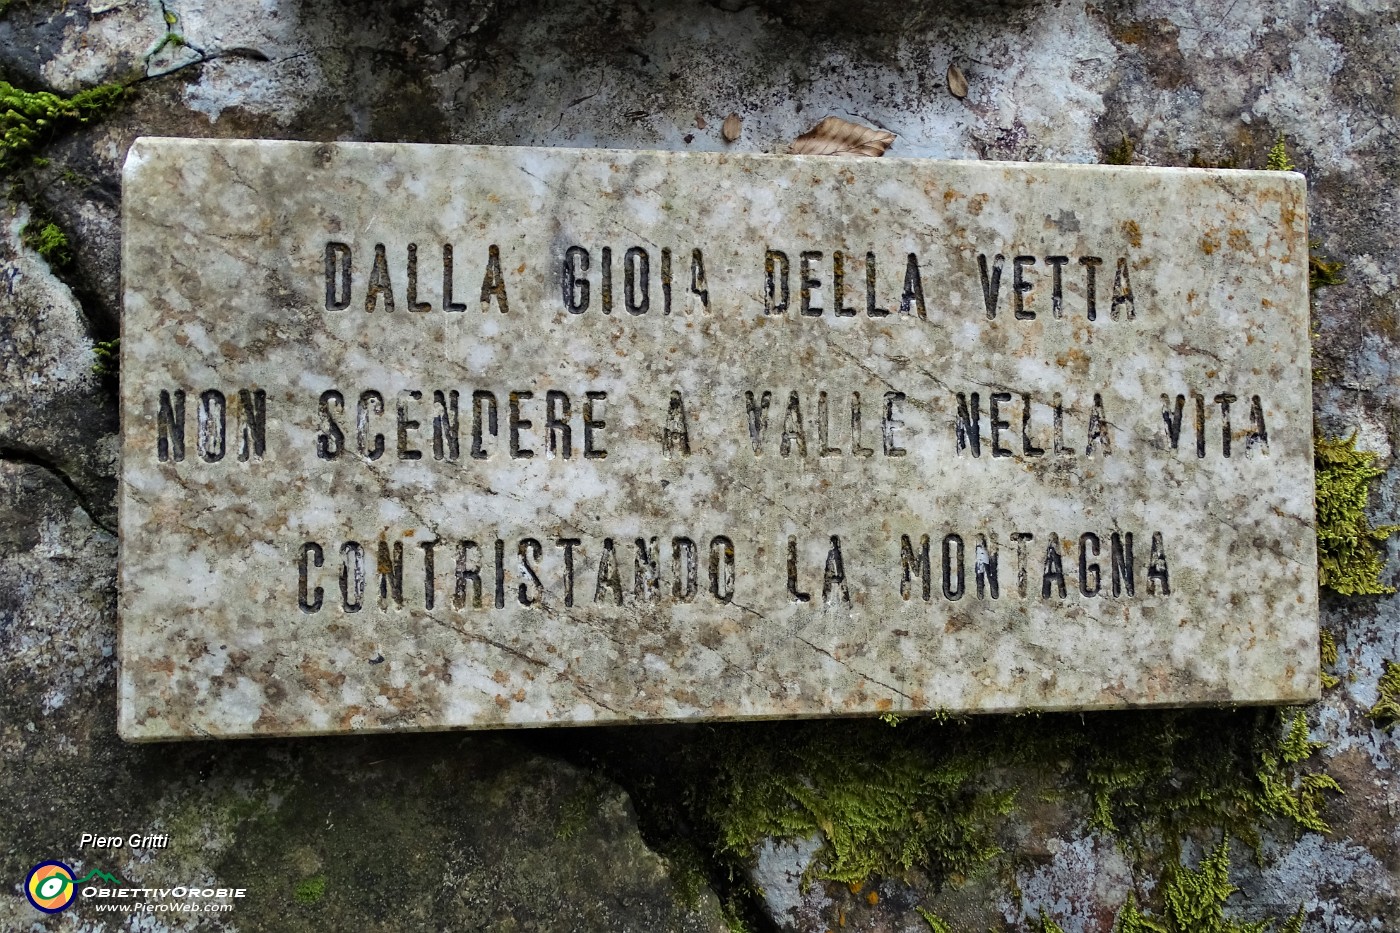 DALLA GIOIA DELLA VETTA
NON SCENDERE A VALLE NELLA VITA
CONTRISTANDO LA MONTAGNA
Piero Gritti
OBIETTIVOROBIE
www.PieroWeb.com